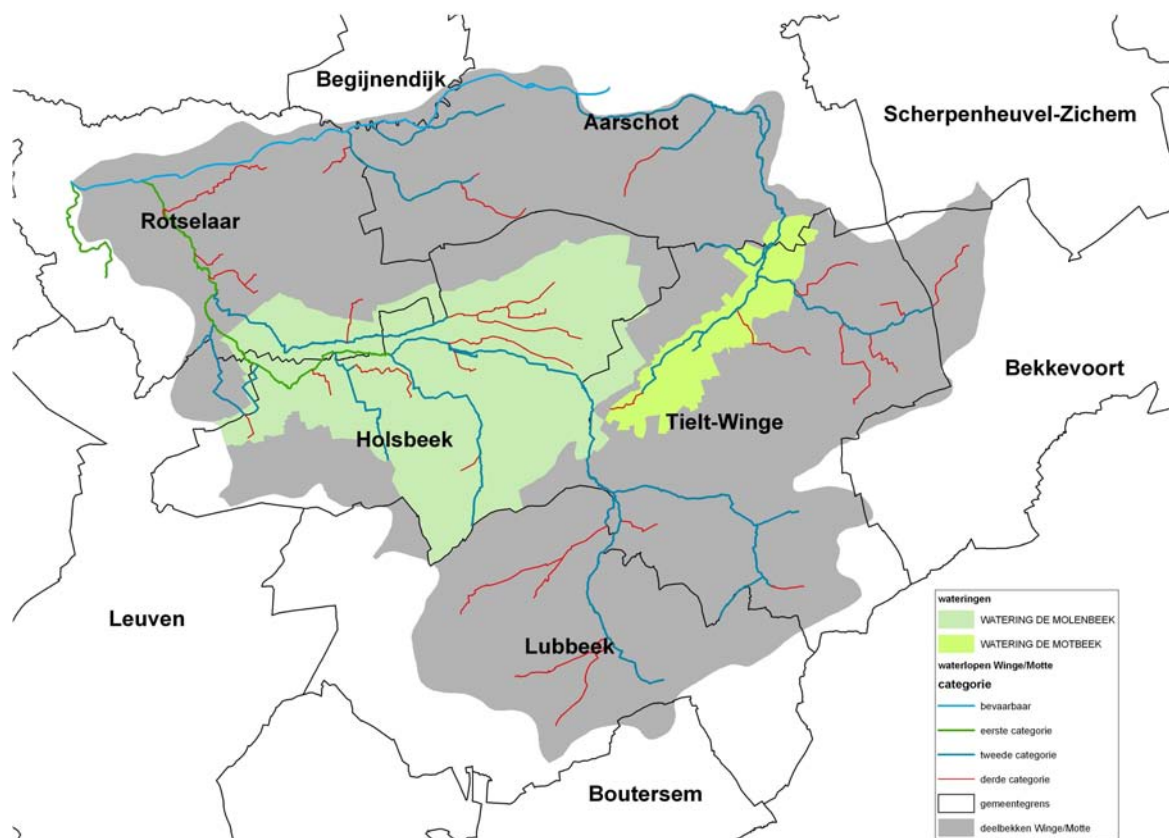 Begijnendijk
Aarschot
Scherpenheuvel-Zichem
Rotselaar
Bekkevoort
Holsbeek
Tielt-Winge
Leuven
Lubbeek
Boutersem
wateringen
WATERING DE MOLENBEEK
WATERING DE MOTBEEK
waterlopen Winge/Motte
categorie
bevaarbaar
eerste categorie
tweede categorie
derde categorie
gemeentegrens
deelbekken Winge/Motte